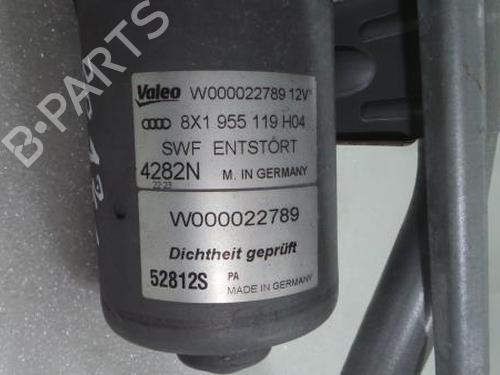 B-PARTS
Valeo W000022789 12V
8X1 955 119 H04
SWF ENTSTÖRT
4282N M. IN GERMANY
22-23
W000022789
Dichtheit geprüft
52812S PA
MADE IN GERMANY